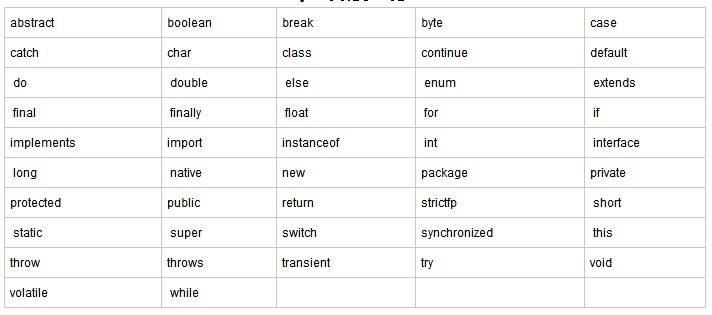 abstract boolean break byte case
catch char class continue default
do double else enum extends
final finally float for if
implements import instanceof int interface
long native new package private
protected public return strictfp short
static super switch synchronized this
throw throws transient try void
volatile while